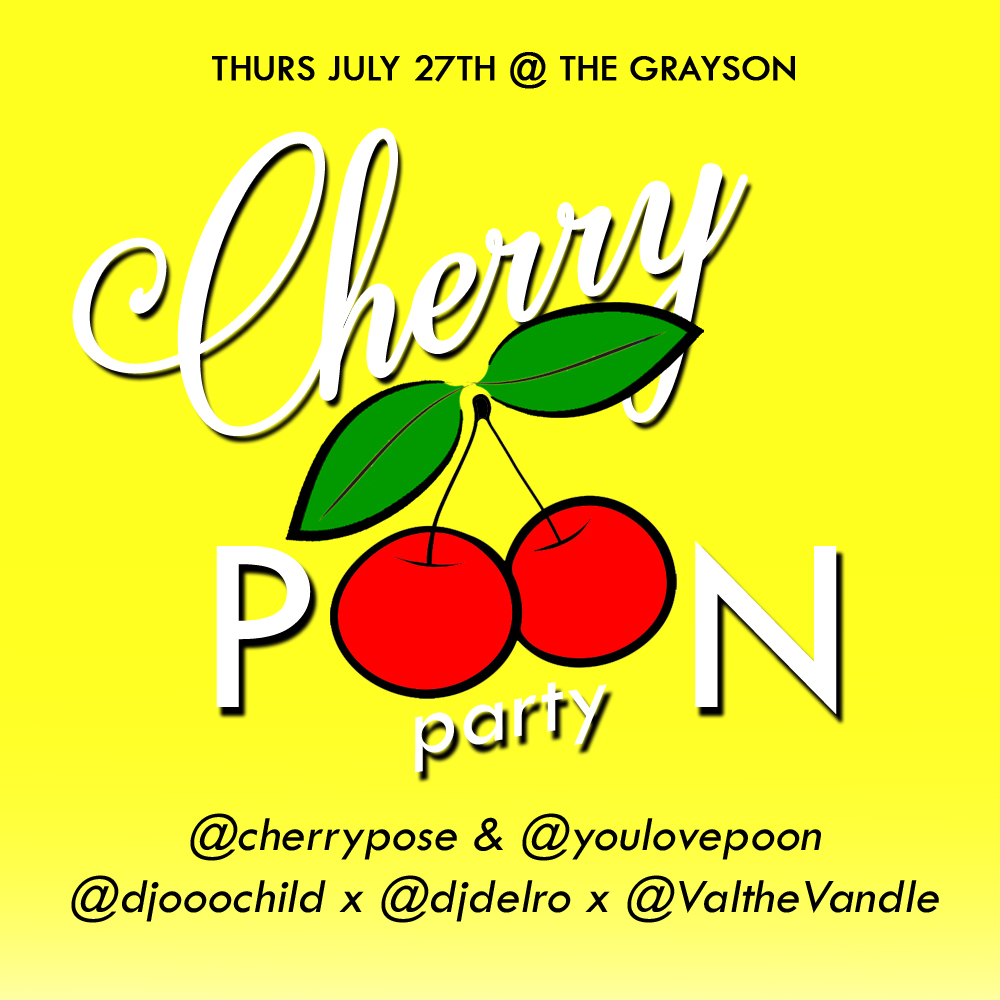 THURS JULY 27TH @ THE GRAYSON
Cherry
POON
party
@cherrypose & @youlovepoon
@djooochild x @djdelro x @ValtheVandle